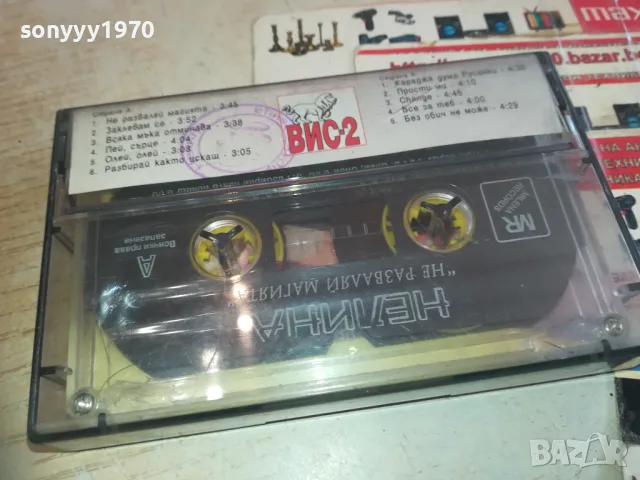 sonyyy1970
Страна А
1. Не разваляй магията - 3:45
2. Заклевам се - 3:52
3. Всяка мъка отминава - 3:38
4. Пей, сърце - 4:04
5. Олей, олей - 3:08
6. Разбирай както искаш - 3:05
ВИС-2
1. Караджа дума Русанки - 4:30
2. Прости ми - 4:10
3. Change - 4:45
4. Все за теб - 4:00
5. Без обич не може - 4:29
bazar.
НА
ТЕХНИ
НИКА
А
Всички права
запазени
MR
НЕЛИНА
"НЕ РАЗВАЛЯЙ МАГИЯТА"
BAZAR
bg